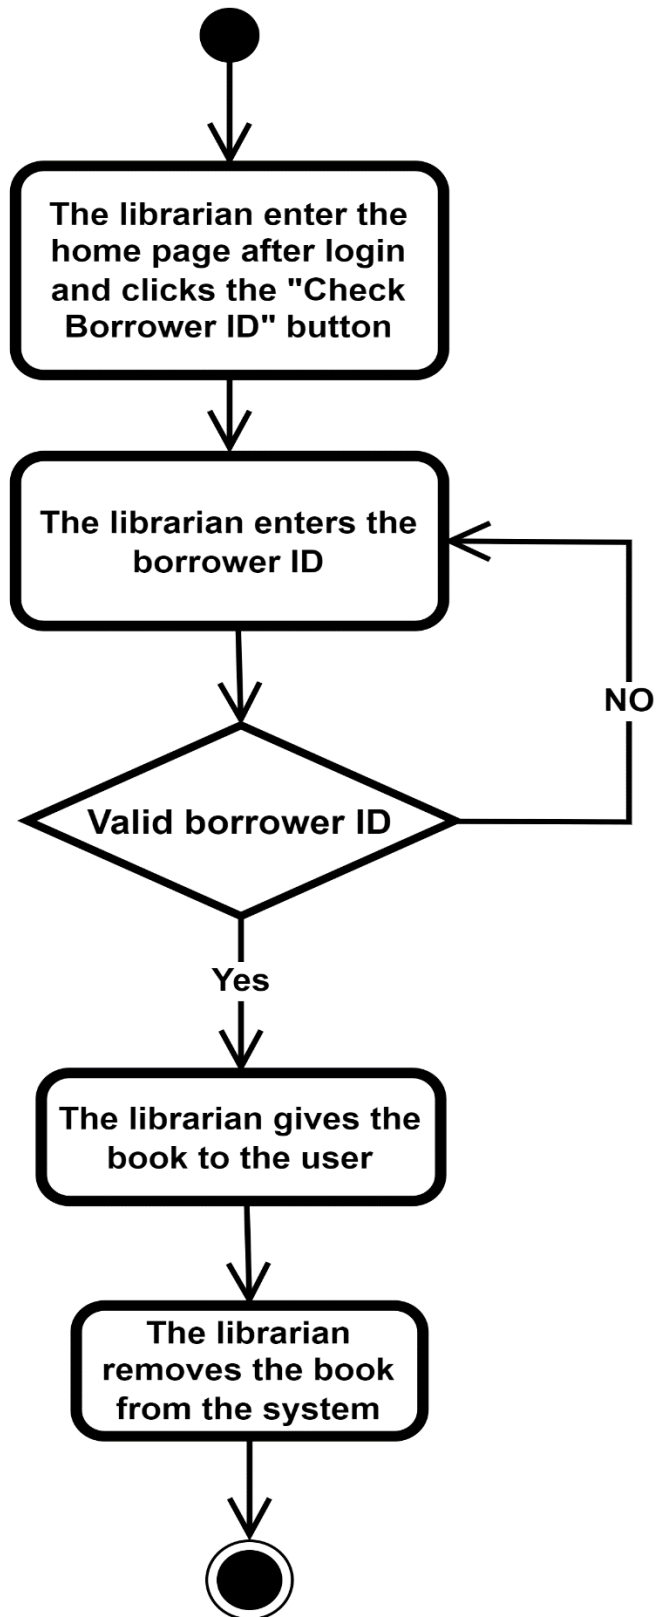 The librarian enter the
home page after login
and clicks the "Check
Borrower ID" button
The librarian enters the
borrower ID
NO
Valid borrower ID
Yes
The librarian gives the
book to the user
The librarian
removes the book
from the system